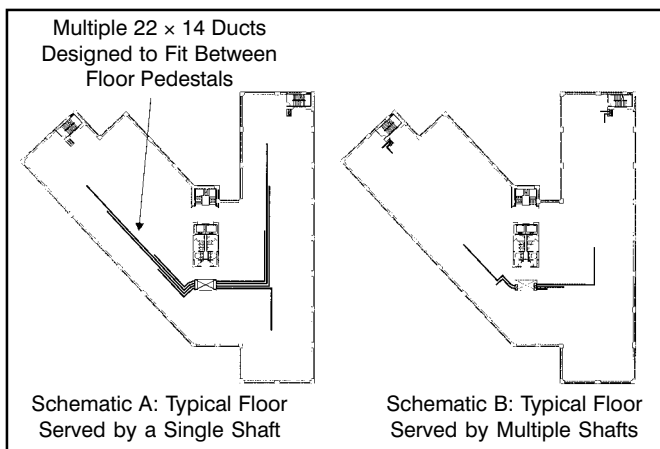 Multiple 22 × 14 Ducts
Designed to Fit Between
Floor Pedestals
Schematic A: Typical Floor
Served by a Single Shaft
Schematic B: Typical Floor
Served by Multiple Shafts